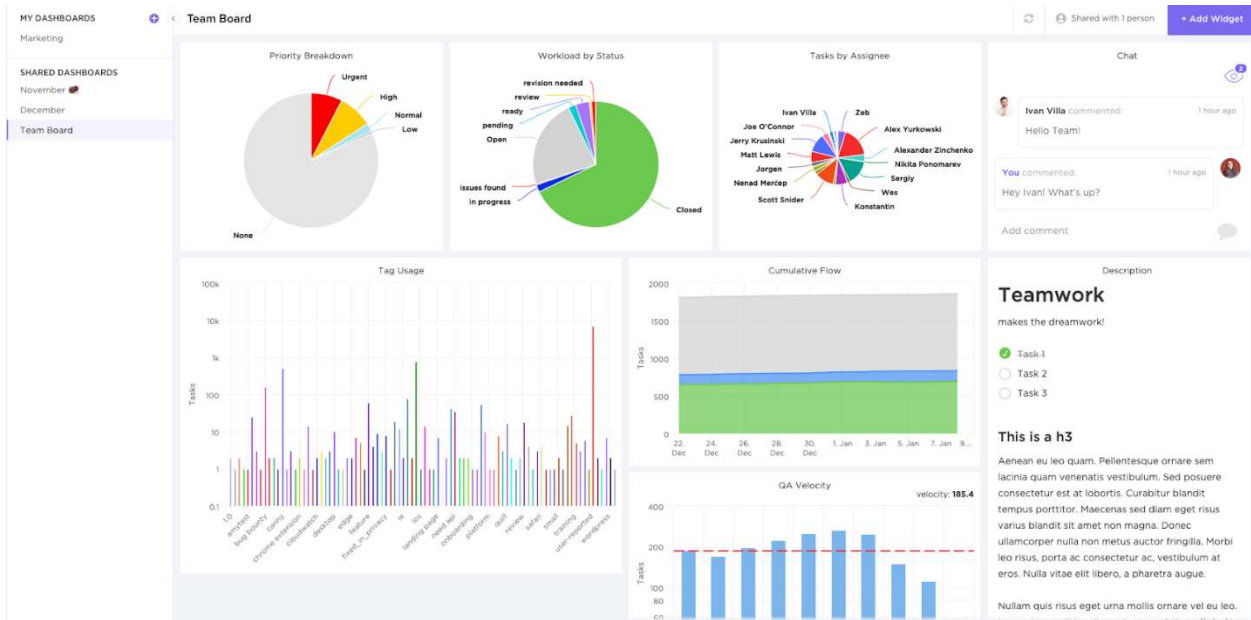 MY DASHBOARDS
Marketing
SHARED DASHBOARDS
November
December
Team Board
Team Board
Shared with 1 person
+ Add Widget
Priority Breakdown
Urgent
High
Normal
Low
None
Workload by Status
revision needed
review
ready
pending
Open
issues found
in progress
Closed
Tasks by Assignee
Ivan Villa
Zeb
Joe O'Connor
Alex Yurkowski
Jerry Krusinski
Alexander Zinchenko
Matt Lewis
Nikita Ponomarev
Jorgen
Sergiy
Nenad Merćep
Wes
Scott Snider
Konstantin
Chat
2
Ivan Villa commented:
1 hour ago
Hello Team!
You commented:
1 hour ago
Hey Ivan! What's up?
Add comment
Tag Usage
100k
10k
1k
100
10
1
0.1
Tasks
1.0
amytest
bug bounty
canny
chrome extension
cloudwatch
desktop
edge
feature
fixed_in_privacy
ie
ios
landing page
need api
onboarding
platform
quill
review
safari
small
training
user-reported
wordpress
Cumulative Flow
2000
1500
1000
500
0
Tasks
22. Dec
24. Dec
26. Dec
28. Dec
30. Dec
1. Jan
3. Jan
5. Jan
7. Jan
9...
QA Velocity
velocity: 185.4
400
200
100
80
60
Tasks
Description
Teamwork
makes the dreamwork!
Task 1
Task 2
Task 3
This is a h3
Aenean eu leo quam. Pellentesque ornare sem
lacinia quam venenatis vestibulum. Sed posuere
consectetur est at lobortis. Curabitur blandit
tempus porttitor. Maecenas sed diam eget risus
varius blandit sit amet non magna. Donec
ullamcorper nulla non metus auctor fringilla. Morbi
leo risus, porta ac consectetur ac, vestibulum at
eros. Nulla vitae elit libero, a pharetra augue.
Nullam quis risus eget urna mollis ornare vel eu leo.